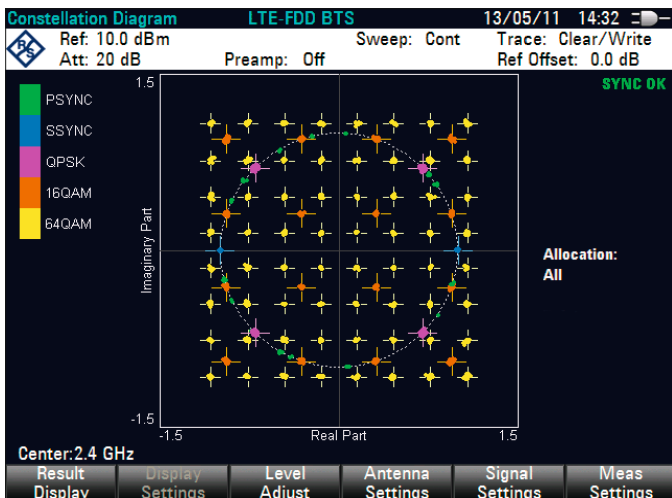 Constellation Diagram LTE-FDD BTS 13/05/11 14:32
Ref: 10.0 dBm Sweep: Cont Trace: Clear/Write
Att: 20 dB Preamp: Off Ref Offset: 0.0 dB
R&S
SYNC OK
1.5
PSYNC
SSYNC
QPSK
16QAM
64QAM
Imaginary Part
Allocation:
All
-1.5
-1.5 Real Part 1.5
Center:2.4 GHz
Result Display
Display Settings
Level Adjust
Antenna Settings
Signal Settings
Meas Settings